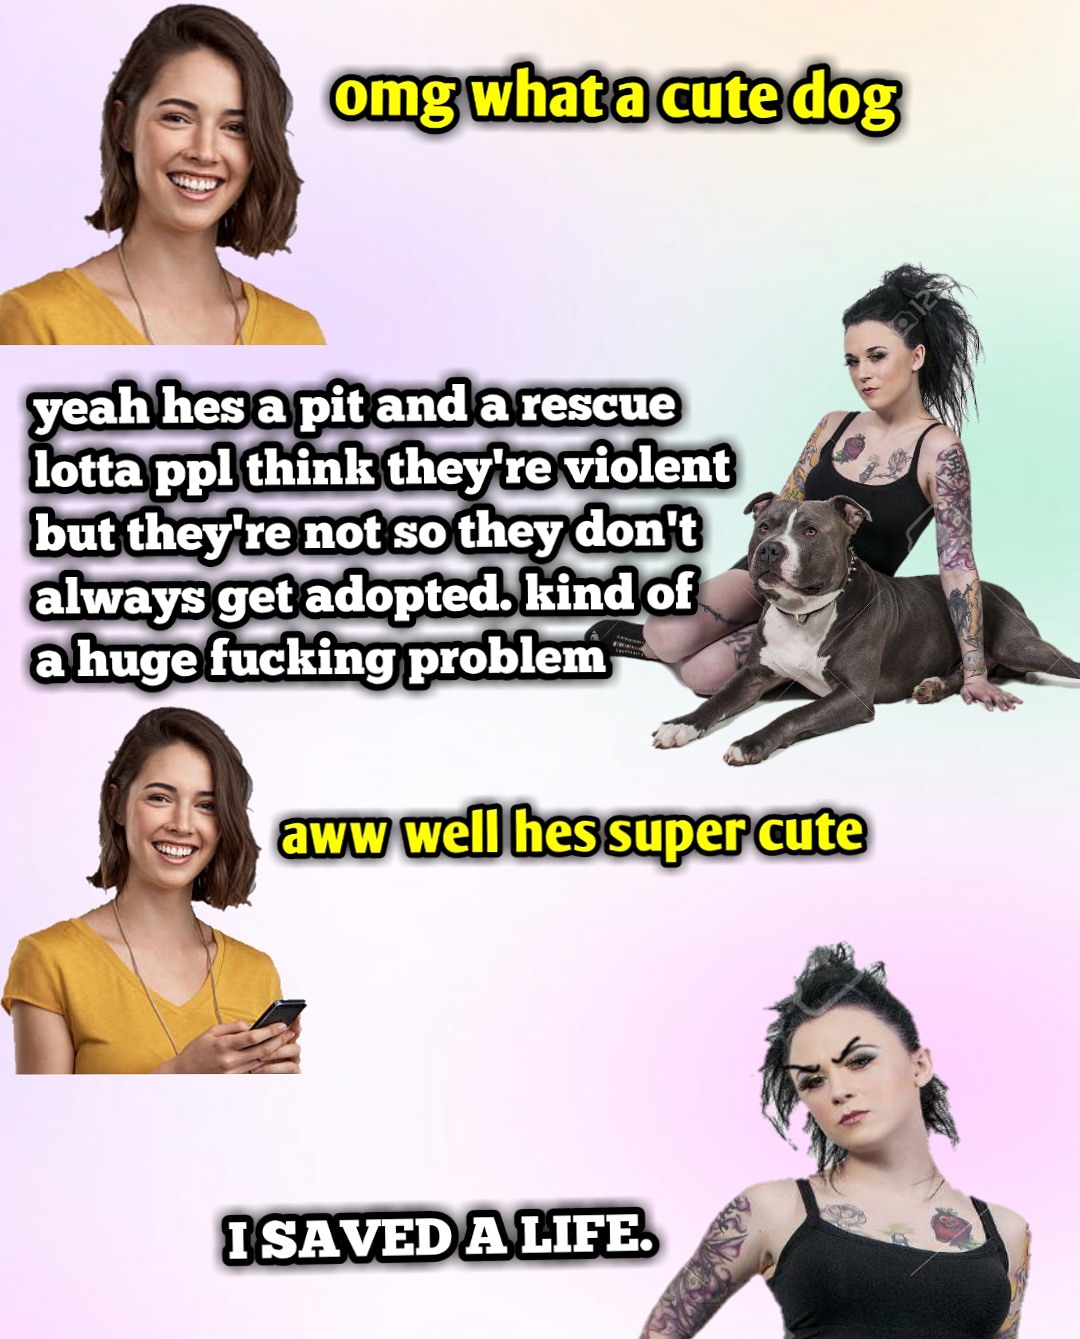 omg what a cute dog
yeah hes a pit and a rescue
lotta ppl think they're violent
but they're not so they don't
always get adopted. kind of
a huge fucking problem
aww well hes super cute
I SAVED A LIFE.